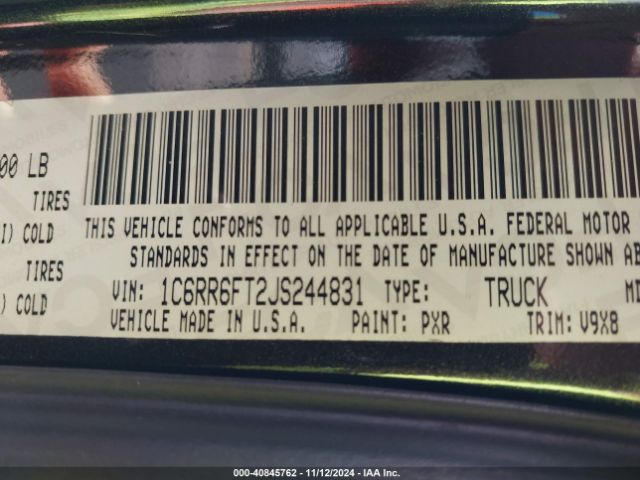 00 LB
TIRES
I) COLD
TIRES
) COLD
THIS VEHICLE CONFORMS TO ALL APPLICABLE U.S.A. FEDERAL MOTOR
STANDARDS IN EFFECT ON THE DATE OF MANUFACTURE SHOWN AB
VIN: 1C6RR6FT2JS244831 TYPE: TRUCK MD
VEHICLE MADE IN U.S.A. PAINT: PXR TRIM: V9X8
000-40845762 - 11/12/2024 - IAA Inc.